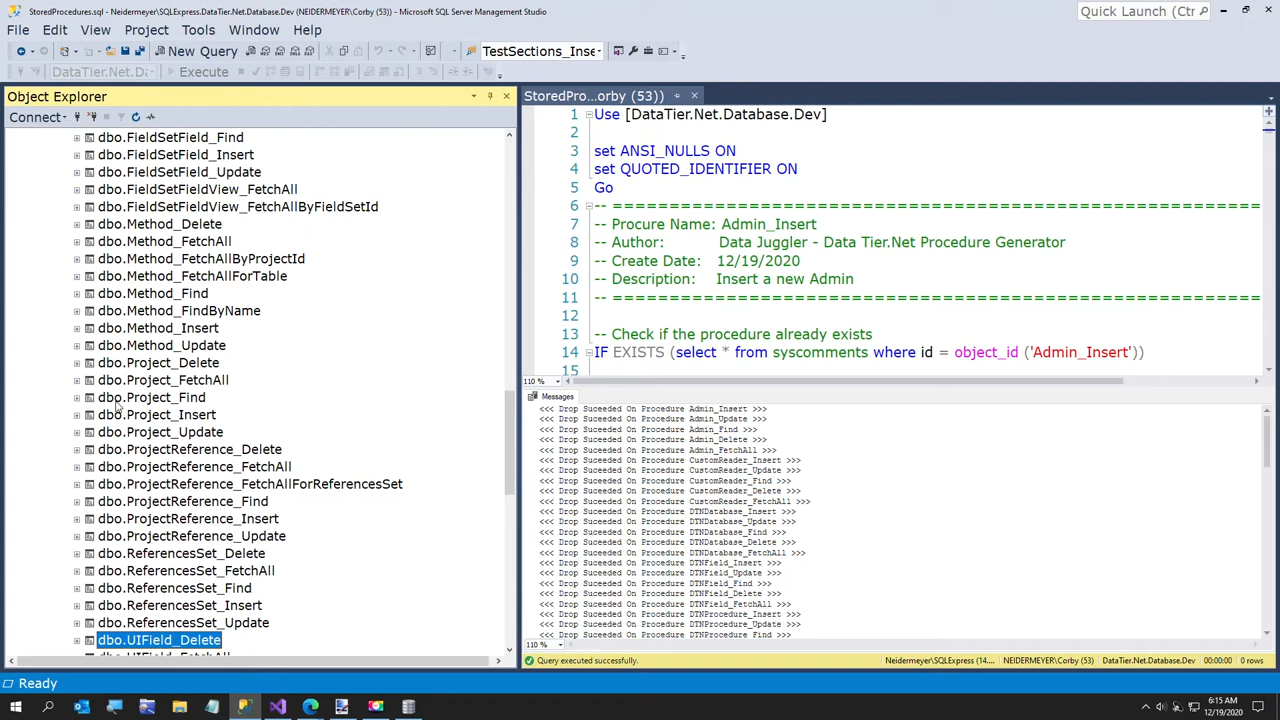 StoredProcedures.sql - Neidermeyer\SQLExpress.DataTier.Net.Database.Dev (NEIDERMEYER\Corby (53)) - Microsoft SQL Server Management Studio
Quick Launch (Ctr
File Edit View Project Tools Window Help
New Query
TestSections_Inse
DataTier.Net.D
Execute
Object Explorer
Connect
dbo.FieldSetField_Find
dbo.FieldSetField_Insert
dbo.FieldSetField_Update
dbo.FieldSetFieldView_FetchAll
dbo.FieldSetFieldView_FetchAllByFieldSetId
dbo.Method_Delete
dbo.Method_FetchAll
dbo.Method_FetchAllByProjectId
dbo.Method_FetchAllForTable
dbo.Method_Find
dbo.Method_FindByName
dbo.Method_Insert
dbo.Method_Update
dbo.Project_Delete
dbo.Project_FetchAll
dbo.Project_Find
dbo.Project_Insert
dbo.Project_Update
dbo.ProjectReference_Delete
dbo.ProjectReference_FetchAll
dbo.ProjectReference_FetchAllForReferencesSet
dbo.ProjectReference_Find
dbo.ProjectReference_Insert
dbo.ProjectReference_Update
dbo.ReferencesSet_Delete
dbo.ReferencesSet_FetchAll
dbo.ReferencesSet_Find
dbo.ReferencesSet_Insert
dbo.ReferencesSet_Update
dbo.UIField_Delete
dbo.UIField_FetchAll
StoredPro...orby (53))
1 Use [DataTier.Net.Database.Dev]
2
3 set ANSI_NULLS ON
4 set QUOTED_IDENTIFIER ON
5 Go
6 -- =========================================================
7 -- Procure Name: Admin_Insert
8 -- Author: Data Juggler - Data Tier.Net Procedure Generator
9 -- Create Date: 12/19/2020
10 -- Description: Insert a new Admin
11 -- =========================================================
12
13 -- Check if the procedure already exists
14 IF EXISTS (select * from syscomments where id = object_id ('Admin_Insert'))
15
110 %
Messages
<<< Drop Suceeded On Procedure Admin_Insert >>>
<<< Drop Suceeded On Procedure Admin_Update >>>
<<< Drop Suceeded On Procedure Admin_Find >>>
<<< Drop Suceeded On Procedure Admin_Delete >>>
<<< Drop Suceeded On Procedure Admin_FetchAll >>>
<<< Drop Suceeded On Procedure CustomReader_Insert >>>
<<< Drop Suceeded On Procedure CustomReader_Update >>>
<<< Drop Suceeded On Procedure CustomReader_Find >>>
<<< Drop Suceeded On Procedure CustomReader_Delete >>>
<<< Drop Suceeded On Procedure CustomReader_FetchAll >>>
<<< Drop Suceeded On Procedure DTNDatabase_Insert >>>
<<< Drop Suceeded On Procedure DTNDatabase_Update >>>
<<< Drop Suceeded On Procedure DTNDatabase_Find >>>
<<< Drop Suceeded On Procedure DTNDatabase_Delete >>>
<<< Drop Suceeded On Procedure DTNDatabase_FetchAll >>>
<<< Drop Suceeded On Procedure DTNField_Insert >>>
<<< Drop Suceeded On Procedure DTNField_Update >>>
<<< Drop Suceeded On Procedure DTNField_Find >>>
<<< Drop Suceeded On Procedure DTNField_Delete >>>
<<< Drop Suceeded On Procedure DTNField_FetchAll >>>
<<< Drop Suceeded On Procedure DTNProcedure_Insert >>>
<<< Drop Suceeded On Procedure DTNProcedure_Update >>>
<<< Drop Suceeded On Procedure DTNProcedure Find >>>
110 %
Query executed successfully.
Neidermeyer\SQLExpress (14.... NEIDERMEYER\Corby (53) DataTier.Net.Database.Dev 00:00:00 0 rows
Ready
6:15 AM
12/19/2020